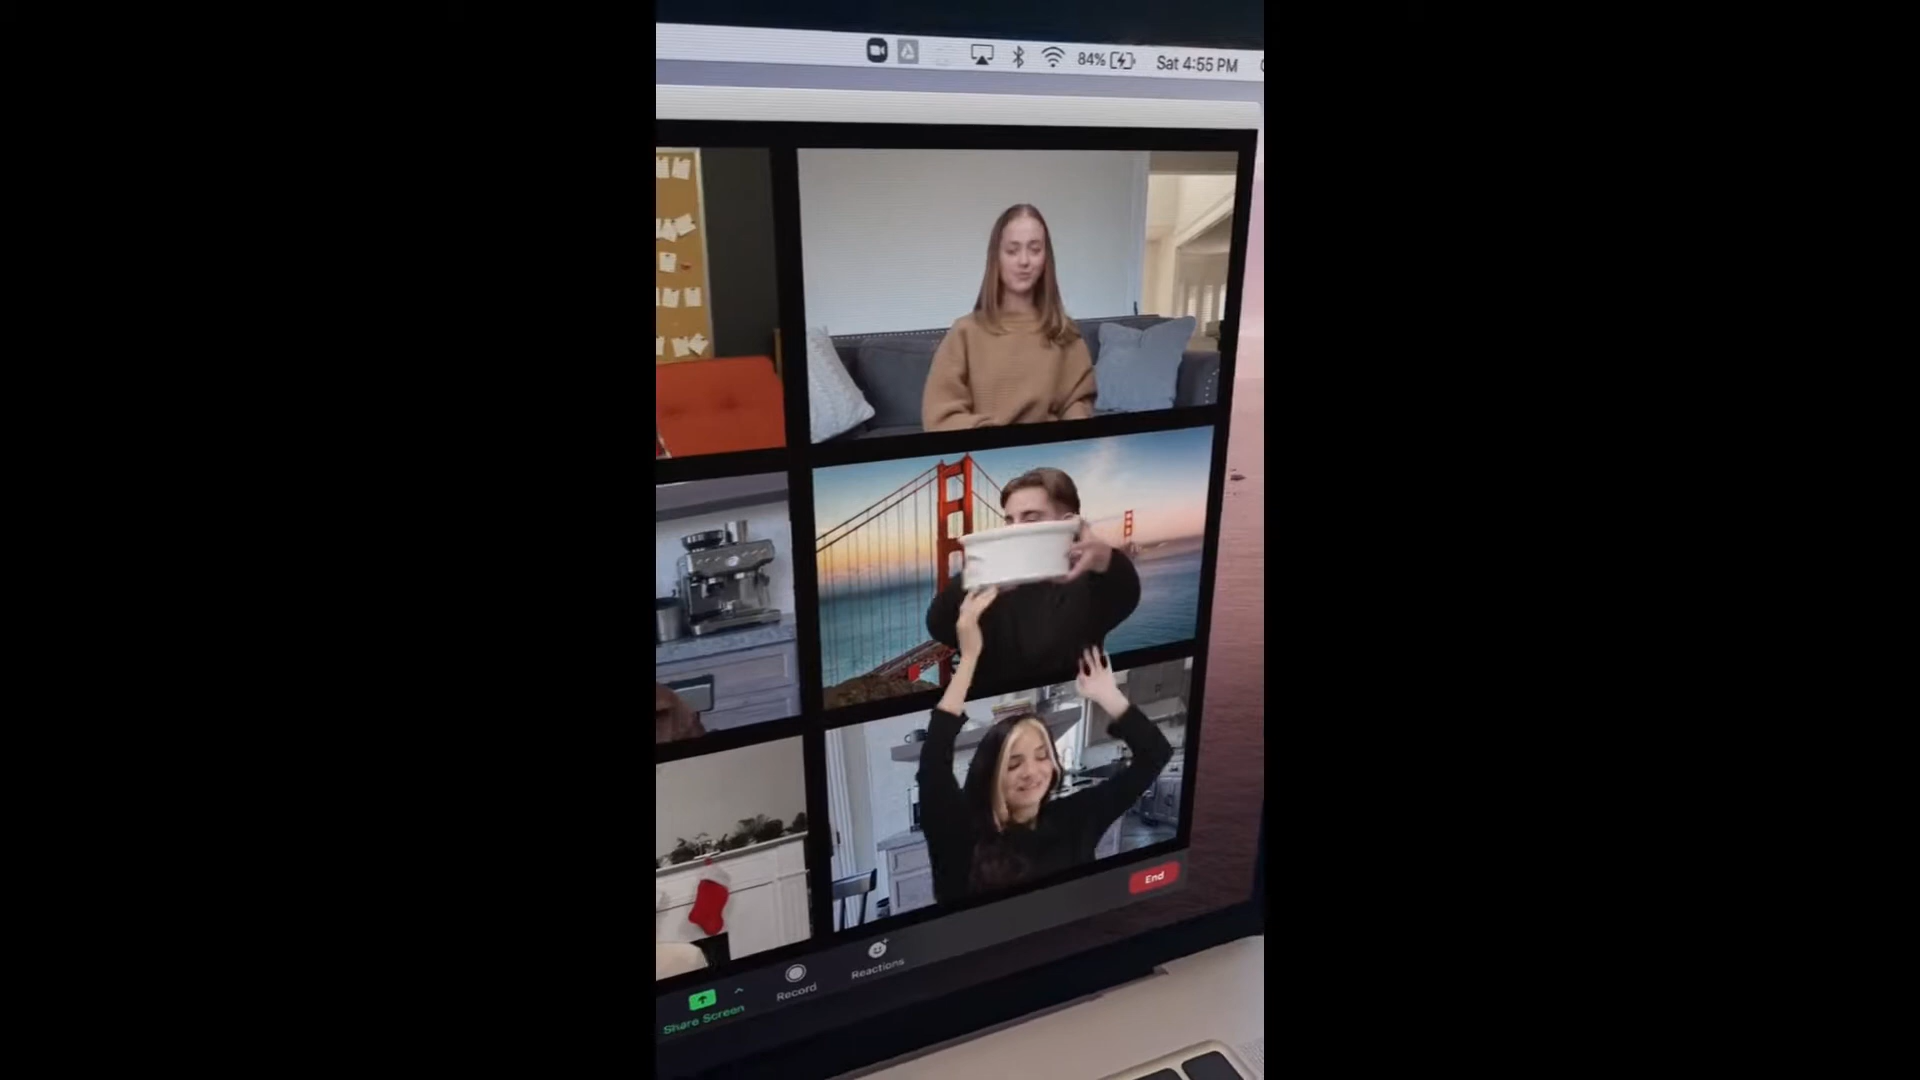 84%
Sat 4:55 PM
End
Reactions
Record
Share Screen